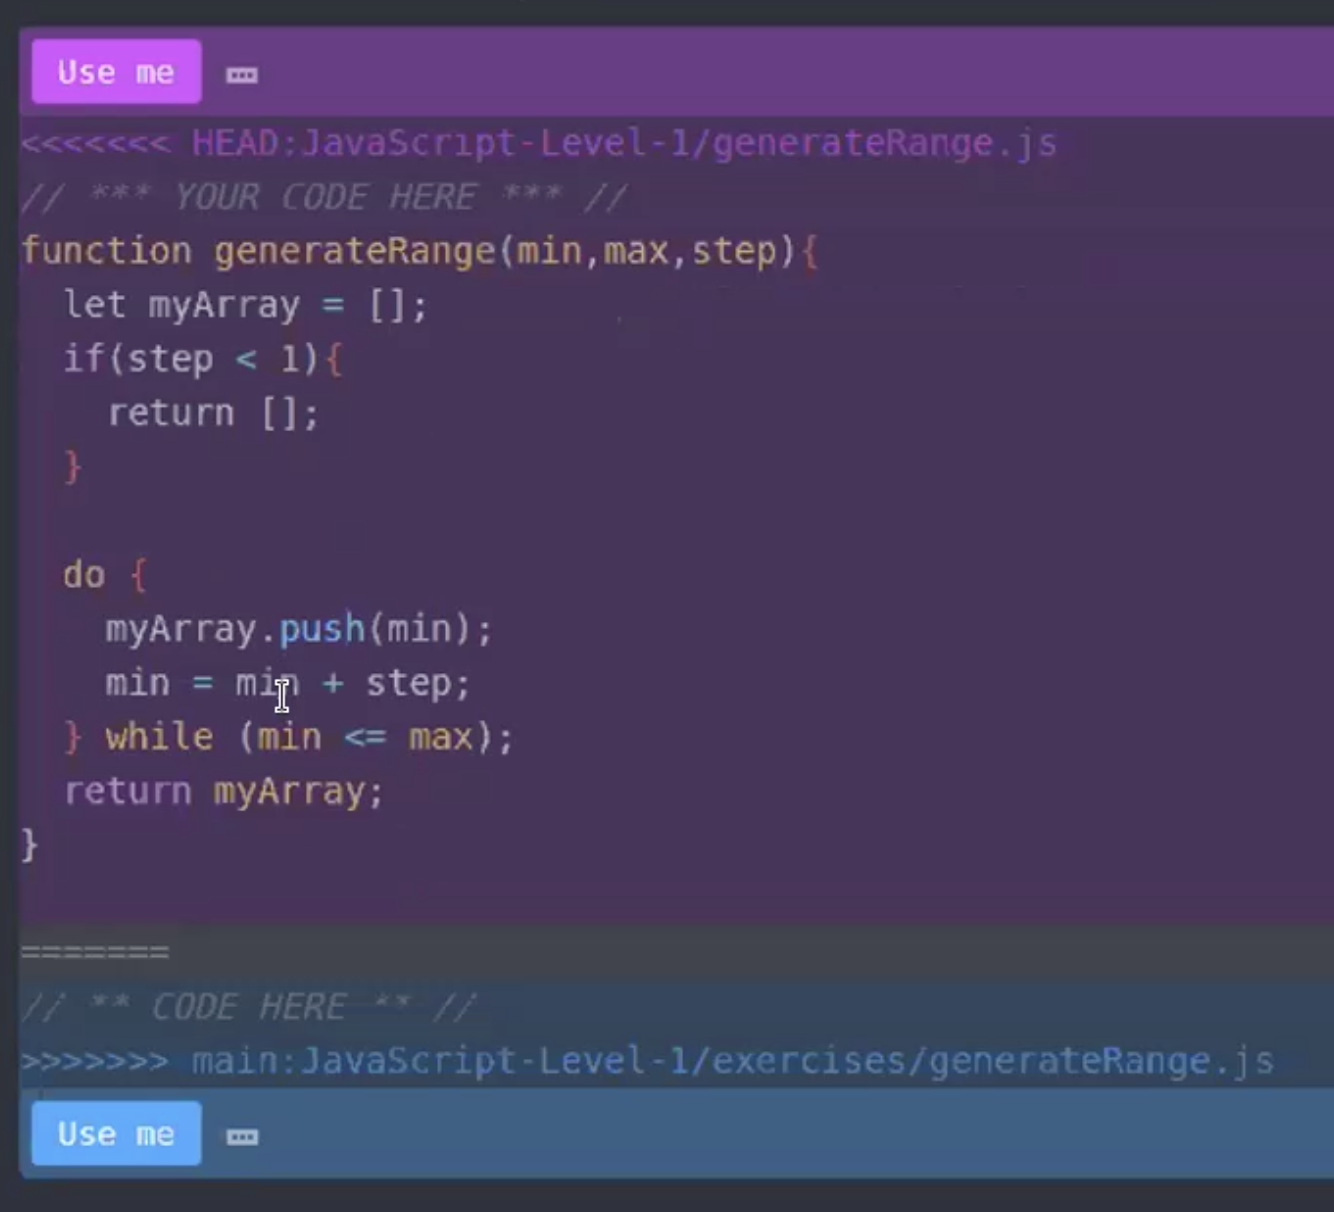 Use me
<<<<<<< HEAD:JavaScript-Level-1/generateRange.js
// *** YOUR CODE HERE *** //
function generateRange(min,max,step){
  let myArray = [];
  if(step < 1){
    return [];
  }
  do {
    myArray.push(min);
    min = min + step;
  } while (min <= max);
  return myArray;
}
=======
// ** CODE HERE ** //
>>>>>>> main:JavaScript-Level-1/exercises/generateRange.js
Use me